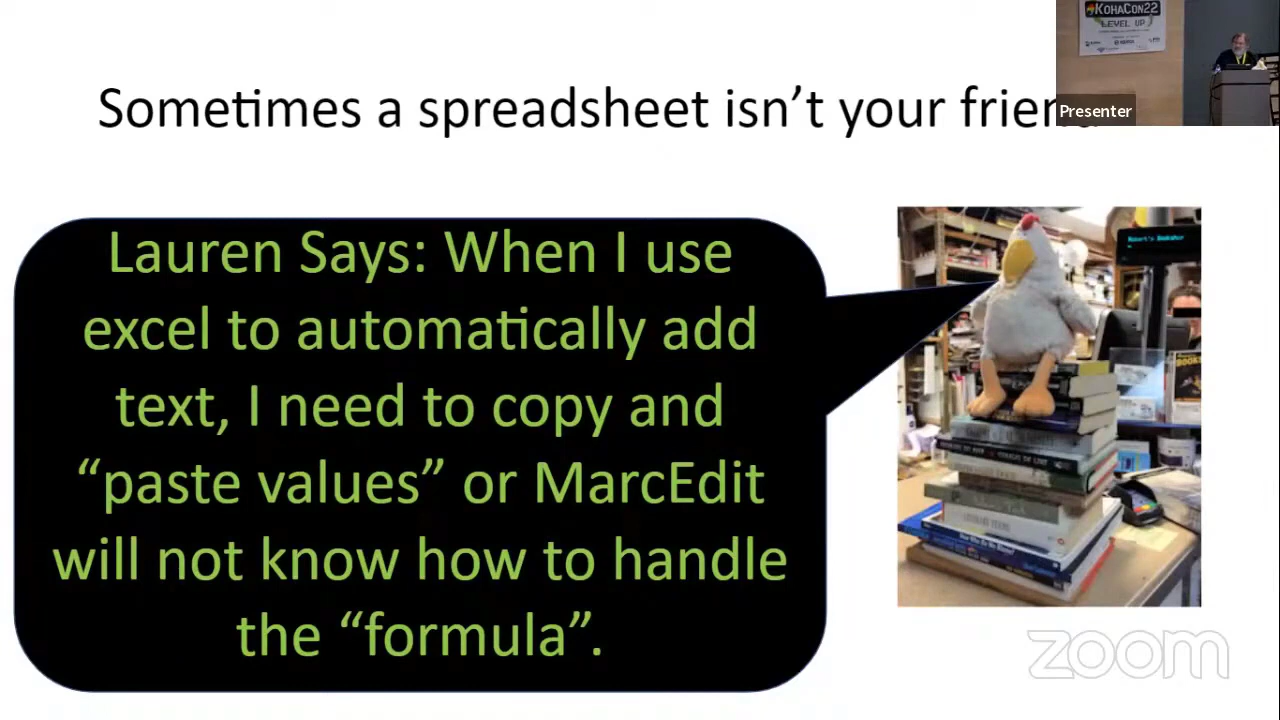 KOHACON22
LEVEL UP
Presenter
Sometimes a spreadsheet isn’t your friend
Lauren Says: When I use
excel to automatically add
text, I need to copy and
“paste values” or MarcEdit
will not know how to handle
the “formula”.
zoom